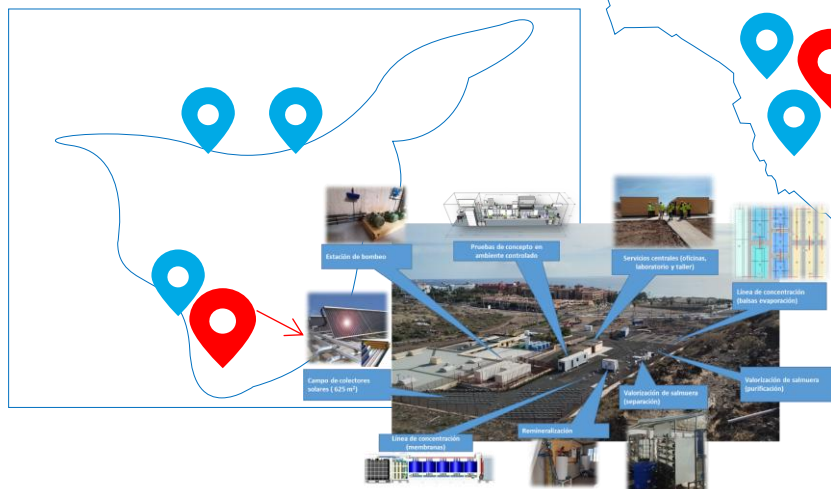 Estación de bombeo
Pruebas de concepto en
ambiente controlado
Servicios centrales (oficinas,
laboratorio y taller)
Línea de concentración
(balsas evaporación)
Campo de colectores
solares ( 625 m²)
Línea de concentración
(membranas)
Remineralización
Valorización de salmuera
(separación)
Valorización de salmuera
(purificación)